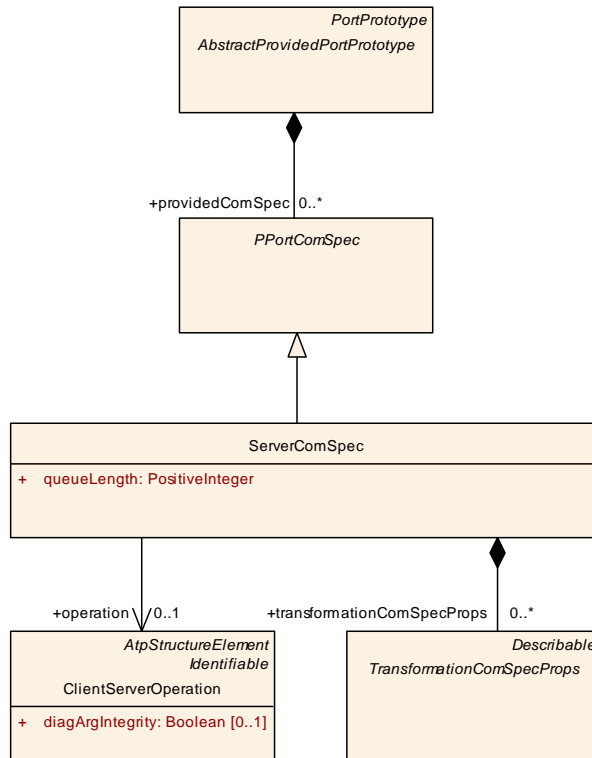 PortPrototype
AbstractProvidedPortPrototype
+providedComSpec 0..*
PPortComSpec
ServerComSpec
+ queueLength: PositiveInteger
+operation 0..1
+transformationComSpecProps 0..*
AtpStructureElement
Identifiable
ClientServerOperation
+ diagArgIntegrity: Boolean [0..1]
Describable
TransformationComSpecProps